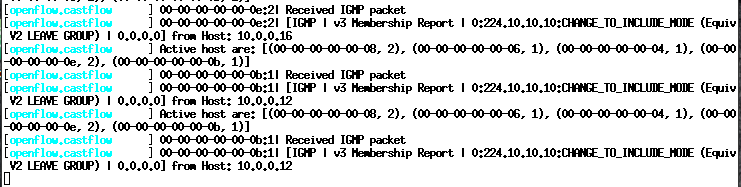 [openflow.castflow ] 00-00-00-00-00-0e:2| Received IGMP packet
[openflow.castflow ] 00-00-00-00-00-0e:2| [IGMP | v3 Membership Report | 0:224.10.10.10:CHANGE_TO_INCLUDE_MODE (Equiv
V2 LEAVE GROUP) | 0.0.0.0] from Host: 10.0.0.16
[openflow.castflow ] Active host are: [(00-00-00-00-00-08, 2), (00-00-00-00-00-06, 1), (00-00-00-00-00-04, 1), (00-00
-00-00-00-0e, 2), (00-00-00-00-00-0b, 1)]
[openflow.castflow ] 00-00-00-00-00-0b:1| Received IGMP packet
[openflow.castflow ] 00-00-00-00-00-0b:1| [IGMP | v3 Membership Report | 0:224.10.10.10:CHANGE_TO_INCLUDE_MODE (Equiv
V2 LEAVE GROUP) | 0.0.0.0] from Host: 10.0.0.12
[openflow.castflow ] Active host are: [(00-00-00-00-00-08, 2), (00-00-00-00-00-06, 1), (00-00-00-00-00-04, 1), (00-00
-00-00-00-0e, 2), (00-00-00-00-00-0b, 1)]
[openflow.castflow ] 00-00-00-00-00-0b:1| Received IGMP packet
[openflow.castflow ] 00-00-00-00-00-0b:1| [IGMP | v3 Membership Report | 0:224.10.10.10:CHANGE_TO_INCLUDE_MODE (Equiv
V2 LEAVE GROUP) | 0.0.0.0] from Host: 10.0.0.12